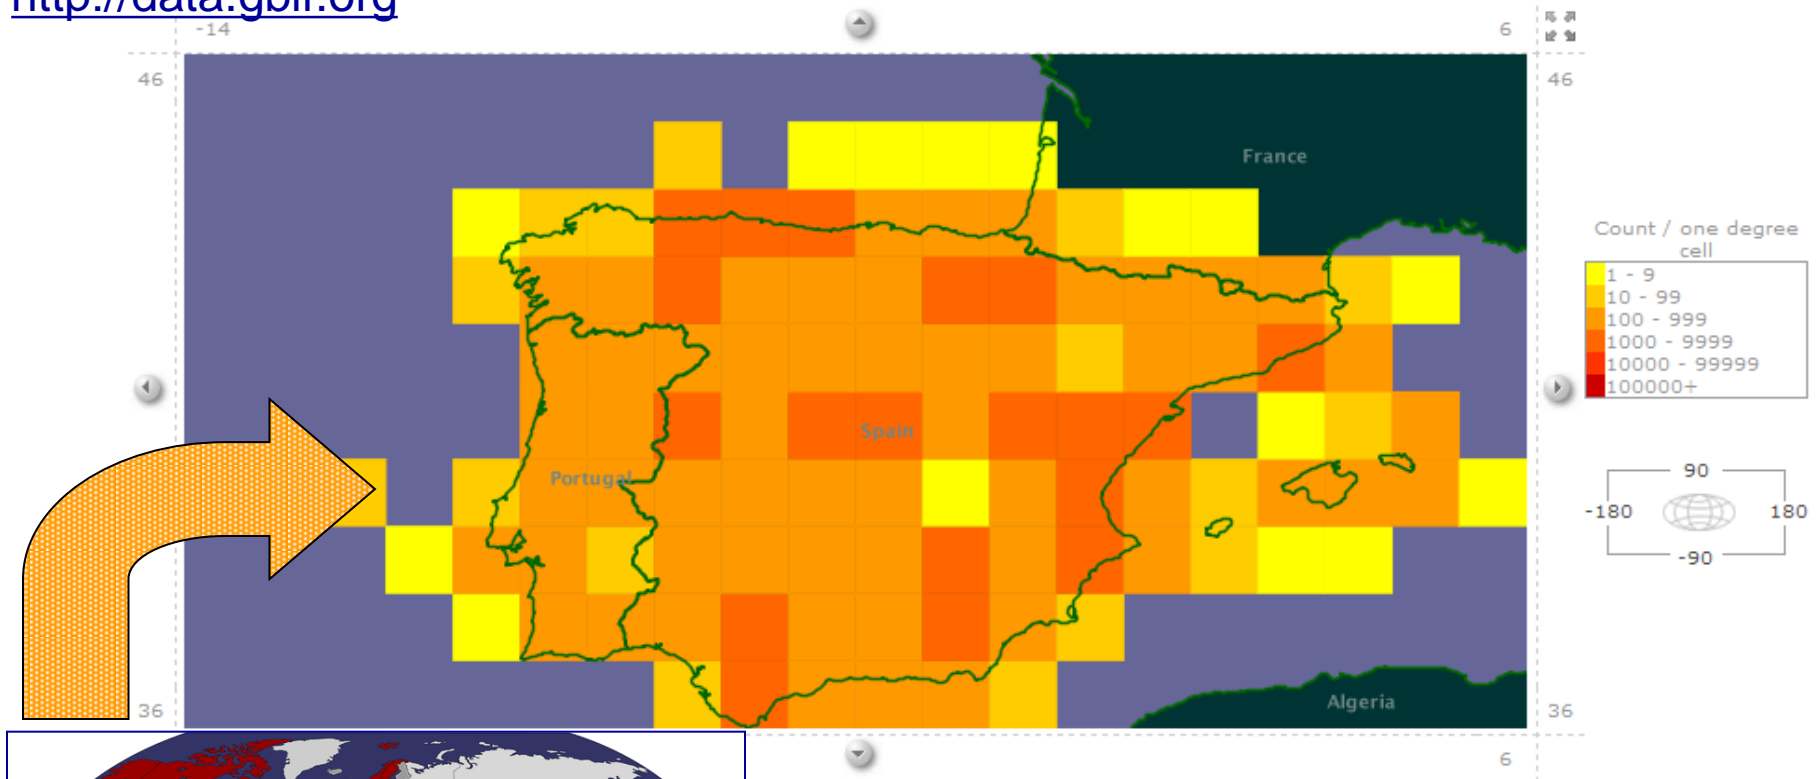 http://data.gbif.org
-14
6
46
46
France
Count / one degree
cell
1 - 9
10 - 99
100 - 999
1000 - 9999
10000 - 99999
100000+
Spain
Portugal
90
-180
180
-90
Algeria
36
36
6